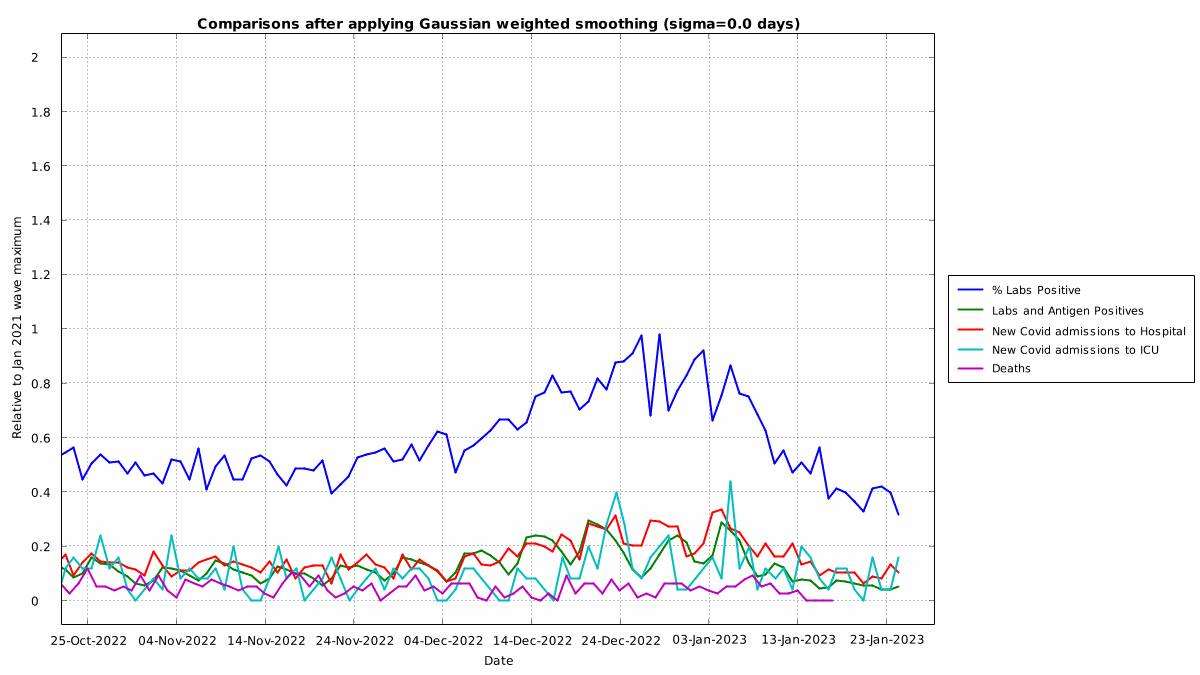 Comparisons after applying Gaussian weighted smoothing (sigma=0.0 days)
Relative to Jan 2021 wave maximum
2
1.8
1.6
1.4
1.2
1
0.8
0.6
0.4
0.2
0
25-Oct-2022 04-Nov-2022 14-Nov-2022 24-Nov-2022 04-Dec-2022 14-Dec-2022 24-Dec-2022 03-Jan-2023 13-Jan-2023 23-Jan-2023
Date
% Labs Positive
Labs and Antigen Positives
New Covid admissions to Hospital
New Covid admissions to ICU
Deaths